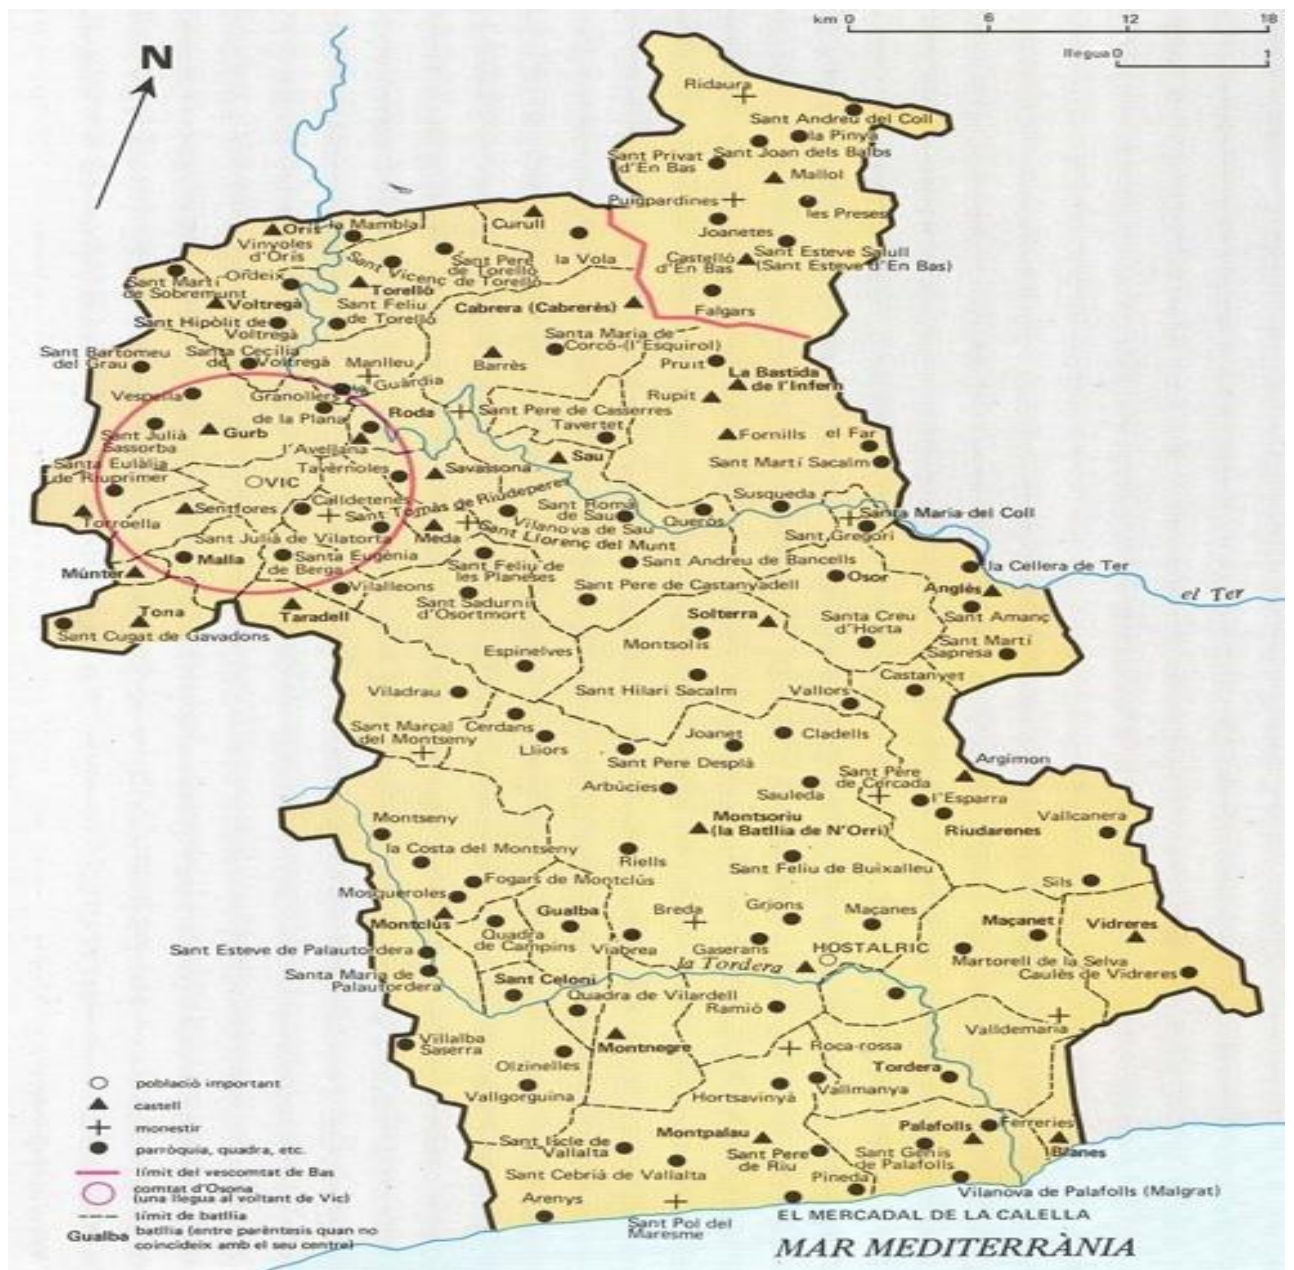 km 0 6 12 18
llegua 0 1
N
Ridaura
Sant Andreu del Coll
la Pinya
Sant Joan dels Balbs
Sant Privat
d'En Bas
Mallol
Puigpardines
les Preses
Joanetes
Sant Esteve Salull
(Sant Esteve d'En Bas)
Castelló
d'En Bas
Falgars
Orís
la Mambla
Curull
Vinyoles
d'Orís
la Vola
Sant Pere
de Torelló
Sant Vicenç de Torelló
Ordeix
Sant Martí
de Sobremunt
Torelló
Voltregà
Sant Feliu
de Torelló
Cabrera (Cabrerès)
Sant Hipòlit de
Voltregà
Santa Maria de
Corcó-(l'Esquirol)
Sant Bartomeu
del Grau
Santa Cecília
de Voltregà
Manlleu
Barrès
Pruit
La Bastida
de l'Infern
la Guàrdia
Vespella
Granollers
de la Plana
Rupit
Roda
Sant Pere de Casserres
Tavertet
Sant Julià
Sassorba
Gurb
Fornills
el Far
l'Avellana
Santa Eulàlia
de Riuprimer
Tavèrnoles
Savassona
Sau
Sant Martí Sacalm
VIC
Calldetenes
Sant Tomàs de Riudeperes
Susqueda
Sentfores
Sant Romà
de Sau
Querós
Santa Maria del Coll
Torroella
Vilanova de Sau
Sant Gregori
Sant Julià de Vilatorta
Meda
Sant Llorenç del Munt
Malla
Santa Eugènia
de Berga
Sant Feliu de
les Planeses
Sant Andreu de Bancells
la Cellera de Ter
Múnter
Osor
Vilalleons
Sant Pere de Castanyadell
Anglès
el Ter
Tona
Taradell
Sant Sadurní
d'Osortmort
Solterra
Santa Creu
d'Horta
Sant Amanç
Sant Cugat de Gavadons
Montsolís
Sant Martí
Sapresa
Espinelves
Castanyet
Viladrau
Sant Hilari Sacalm
Vallors
Sant Marçal
del Montseny
Cerdans
Lliors
Joanet
Cladells
Sant Pere Desplà
Argimon
Arbúcies
Sauleda
Sant Pere
de Cercada
l'Esparra
Montseny
Montsoriu
(la Batllia de N'Orri)
Riudarenes
Vallcanera
la Costa del Montseny
Riells
Sant Feliu de Buixalleu
Fogars de Montclús
Sils
Mosqueroles
Montclús
Gualba
Breda
Grions
Maçanes
Maçanet
Vidreres
Quadra
de Campins
Viabrea
Gaserans
HOSTALRIC
Sant Esteve de Palautordera
la Tordera
Martorell de la Selva
Santa Maria de
Palautordera
Caulès de Vidreres
Sant Celoni
Quadra de Vilardell
Ramió
Valldemaria
Villalba
Saserra
Montnegre
Roca-rossa
Olzinelles
Tordera
Vallgorguina
Hortsavinyà
Vallmanya
Montpalau
Palafolls
Ferreries
Sant Iscle de
Vallalta
Sant Pere
de Riu
Sant Genís
de Palafolls
Blanes
Sant Cebrià de Vallalta
Pineda
Arenys
Vilanova de Palafolls (Malgrat)
Sant Pol del
Maresme
EL MERCADAL DE LA CALELLA
MAR MEDITERRÀNIA
població important
castell
monestir
parròquia, quadra, etc.
límit del vescomtat de Bas
comtat d'Osona
(una llegua al voltant de Vic)
límit de batllia
Gualba batllia (entre parèntesis quan no
coincideix amb el seu centre)